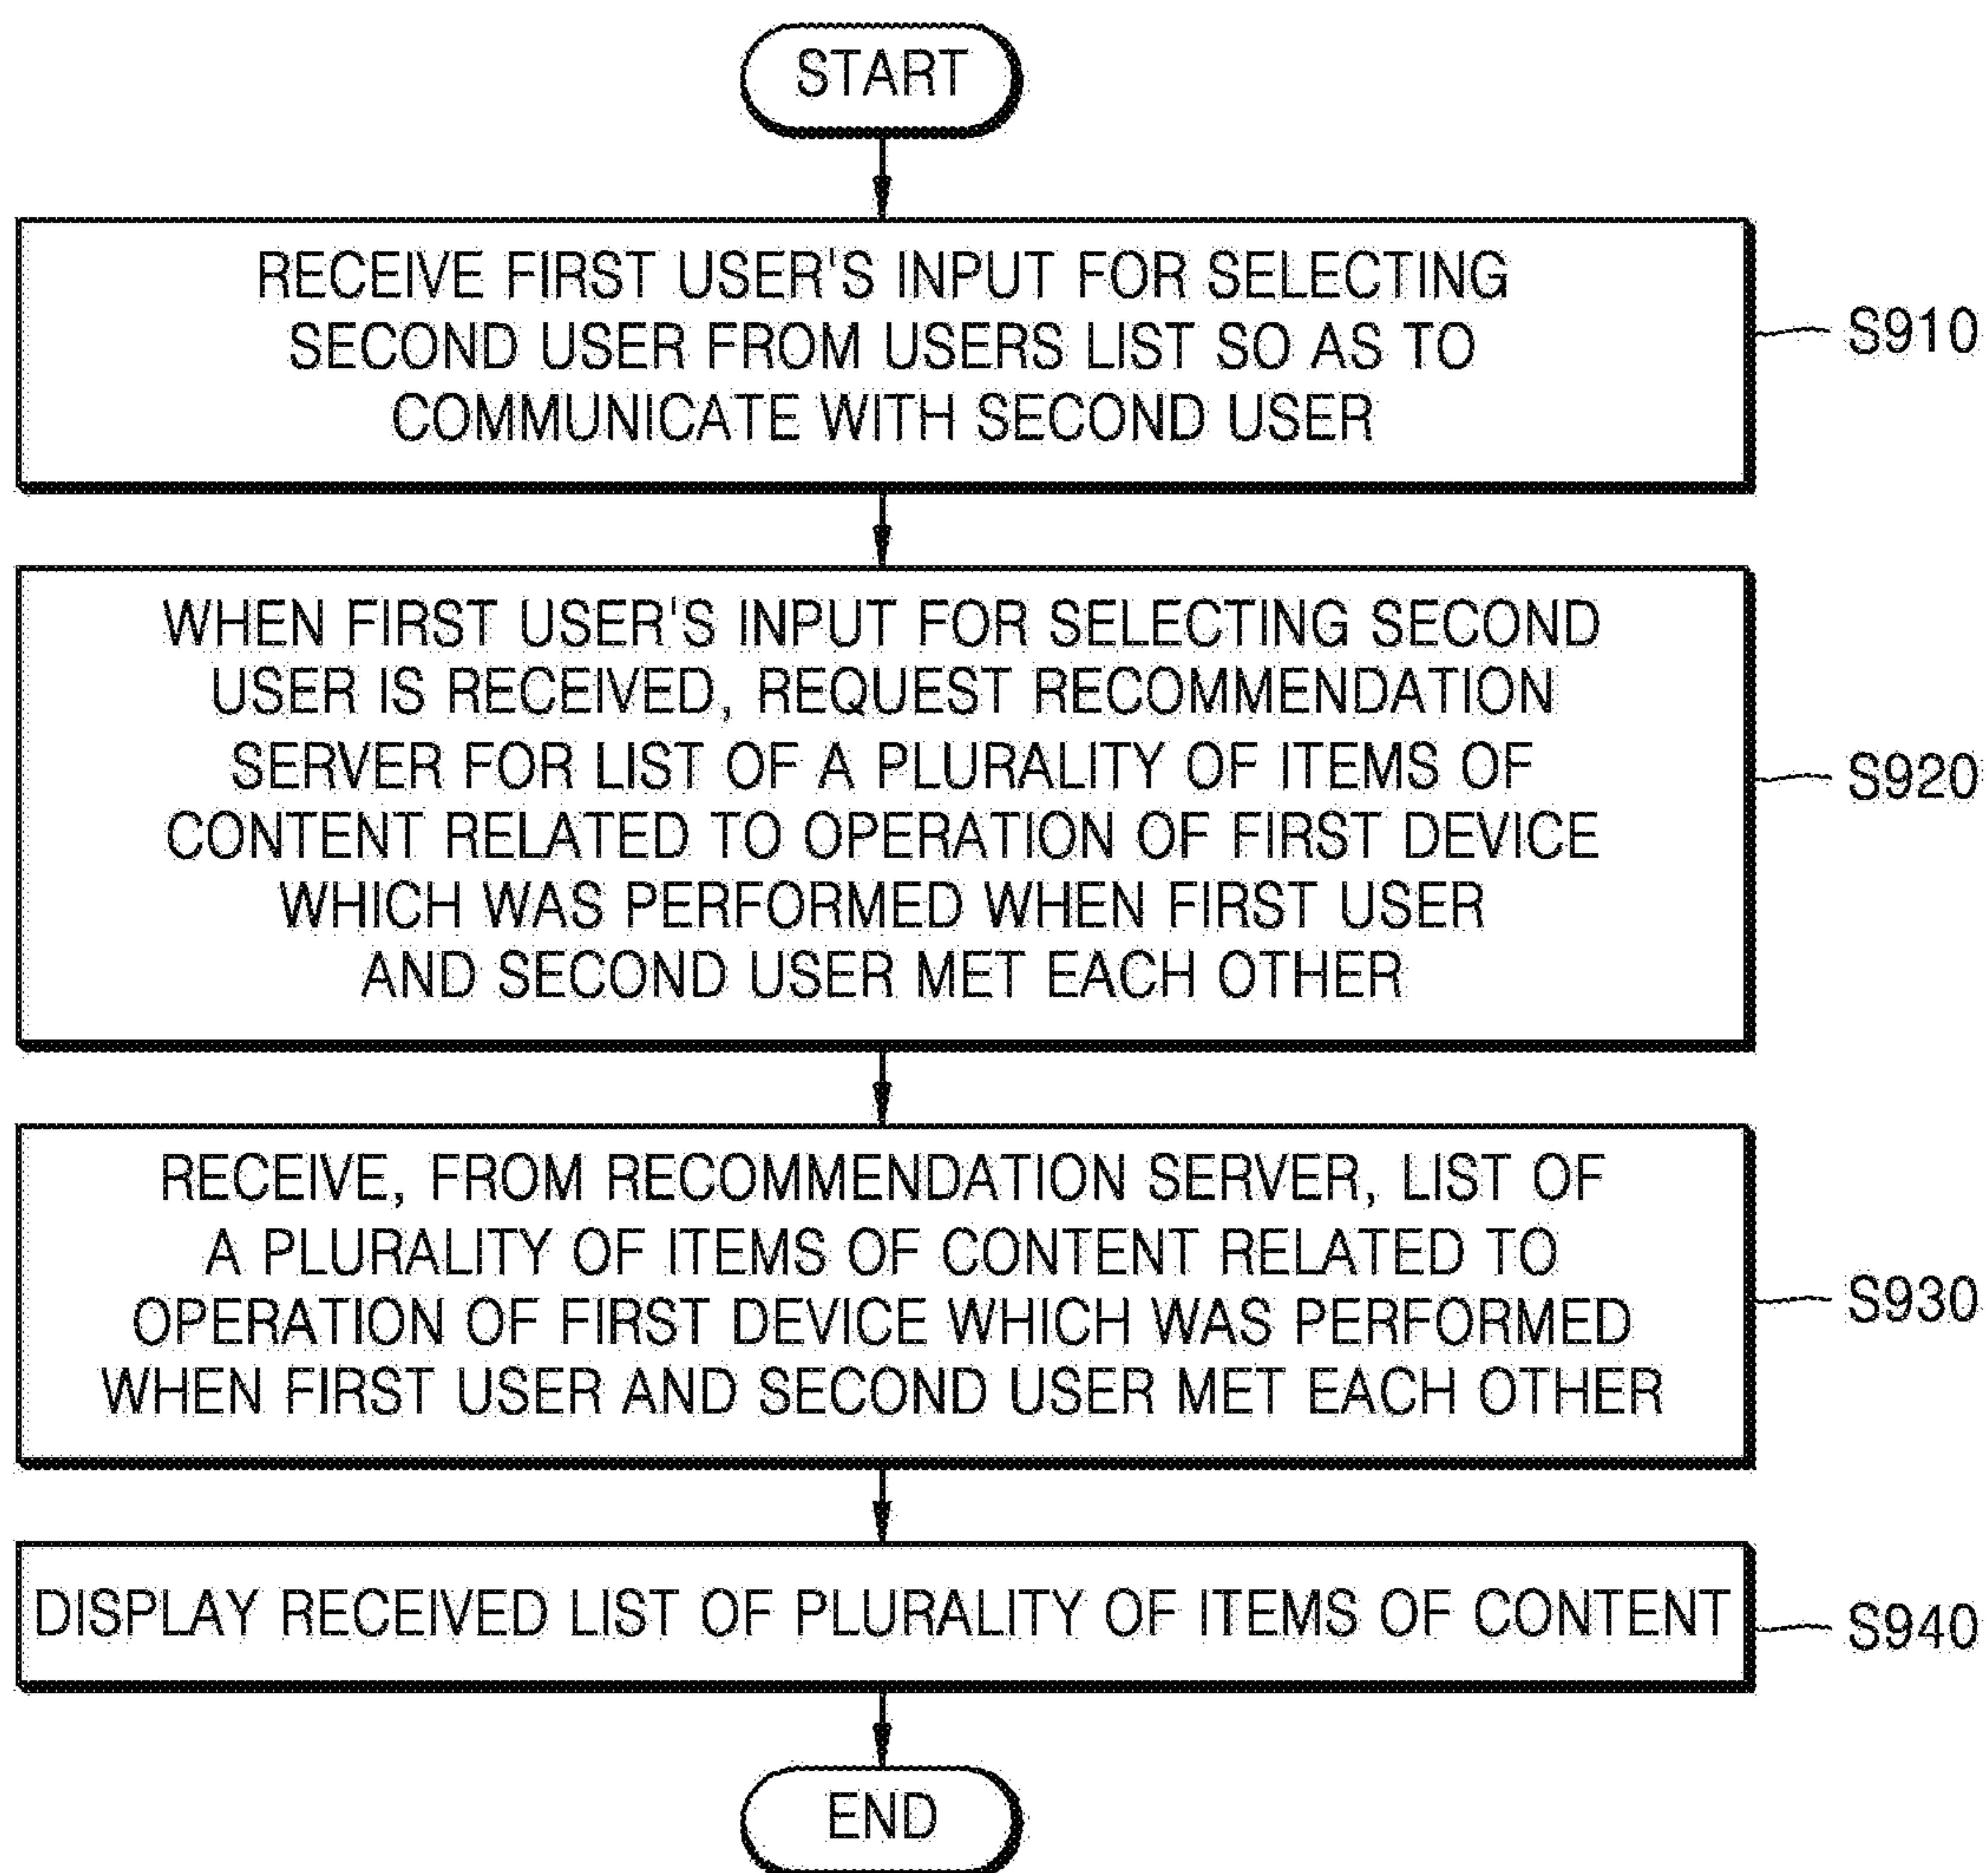 START
RECEIVE FIRST USER'S INPUT FOR SELECTING
SECOND USER FROM USERS LIST SO AS TO
COMMUNICATE WITH SECOND USER
S910
WHEN FIRST USER'S INPUT FOR SELECTING SECOND
USER IS RECEIVED, REQUEST RECOMMENDATION
SERVER FOR LIST OF A PLURALITY OF ITEMS OF
CONTENT RELATED TO OPERATION OF FIRST DEVICE
WHICH WAS PERFORMED WHEN FIRST USER
AND SECOND USER MET EACH OTHER
S920
RECEIVE, FROM RECOMMENDATION SERVER, LIST OF
A PLURALITY OF ITEMS OF CONTENT RELATED TO
OPERATION OF FIRST DEVICE WHICH WAS PERFORMED
WHEN FIRST USER AND SECOND USER MET EACH OTHER
S930
DISPLAY RECEIVED LIST OF PLURALITY OF ITEMS OF CONTENT
S940
END